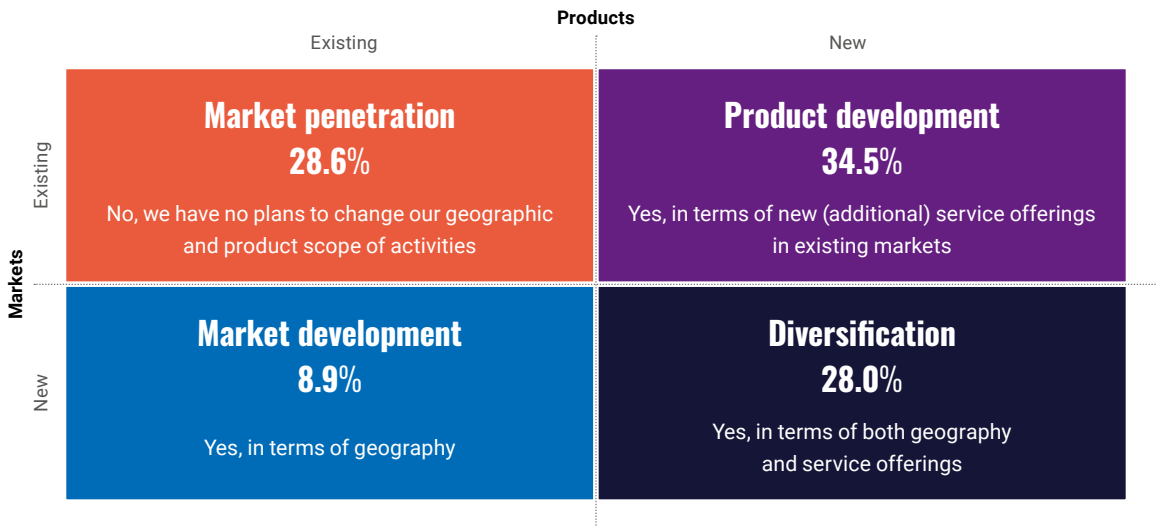 Products
Existing
New
Markets
Existing
Market penetration
28.6%
No, we have no plans to change our geographic
and product scope of activities
Product development
34.5%
Yes, in terms of new (additional) service offerings
in existing markets
New
Market development
8.9%
Yes, in terms of geography
Diversification
28.0%
Yes, in terms of both geography
and service offerings